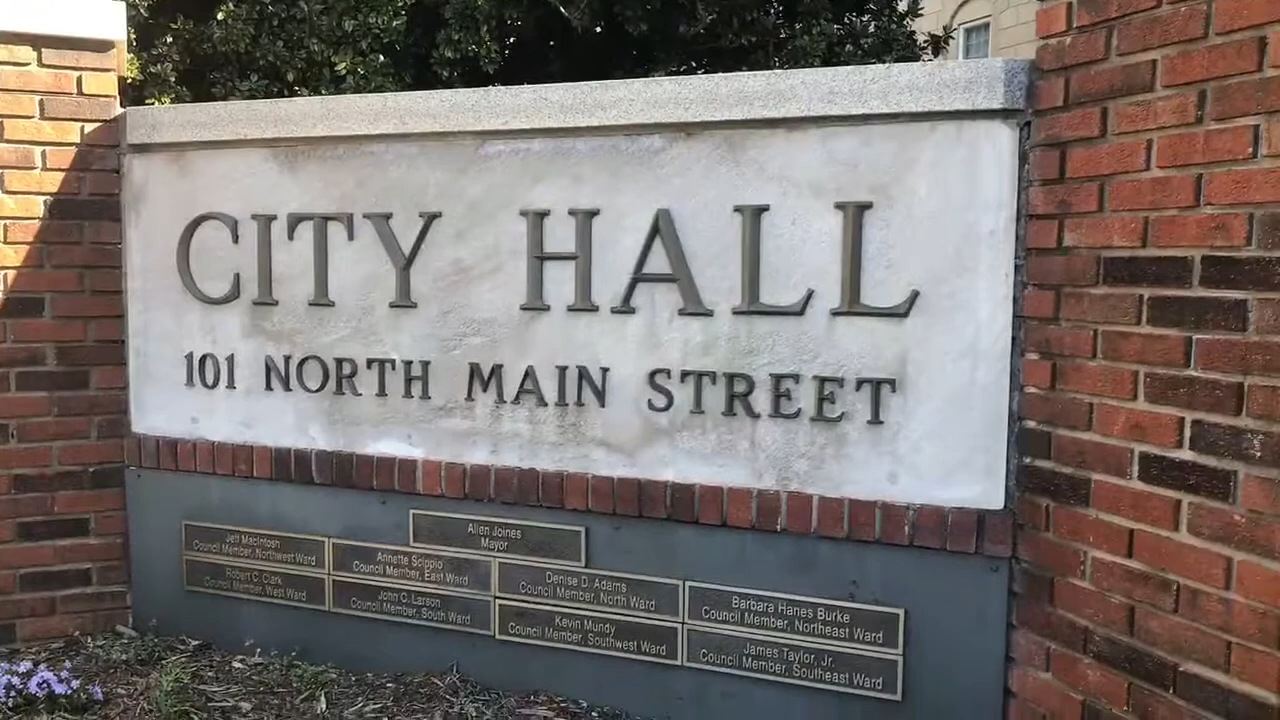 CITY HALL
101 NORTH MAIN STREET
Allen Joines
Mayor
Jeff MacIntosh
Council Member, Northwest Ward
Annette Scippio
Council Member, East Ward
Denise D. Adams
Council Member, North Ward
Barbara Hanes Burke
Council Member, Northeast Ward
Robert C. Clark
Council Member, West Ward
John C. Larson
Council Member, South Ward
Kevin Mundy
Council Member, Southwest Ward
James Taylor, Jr.
Council Member, Southeast Ward